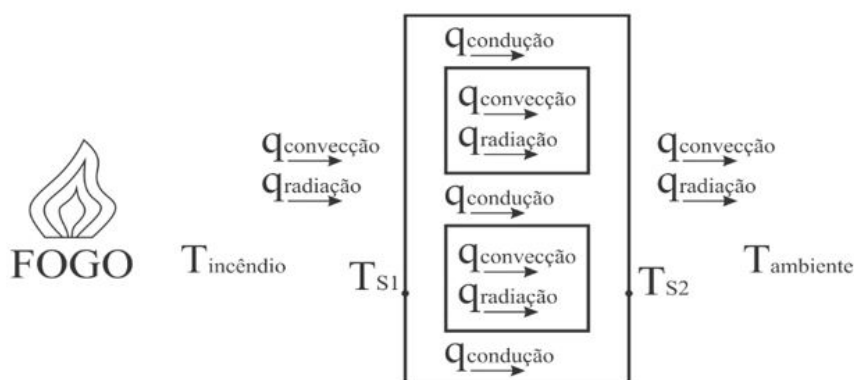 qcondução
qconvecção
qradiação
qconvecção
qradiação
qconvecção
qradiação
qcondução
FOGO
Tincêndio
TS1
qconvecção
qradiação
TS2
Tambiente
qcondução